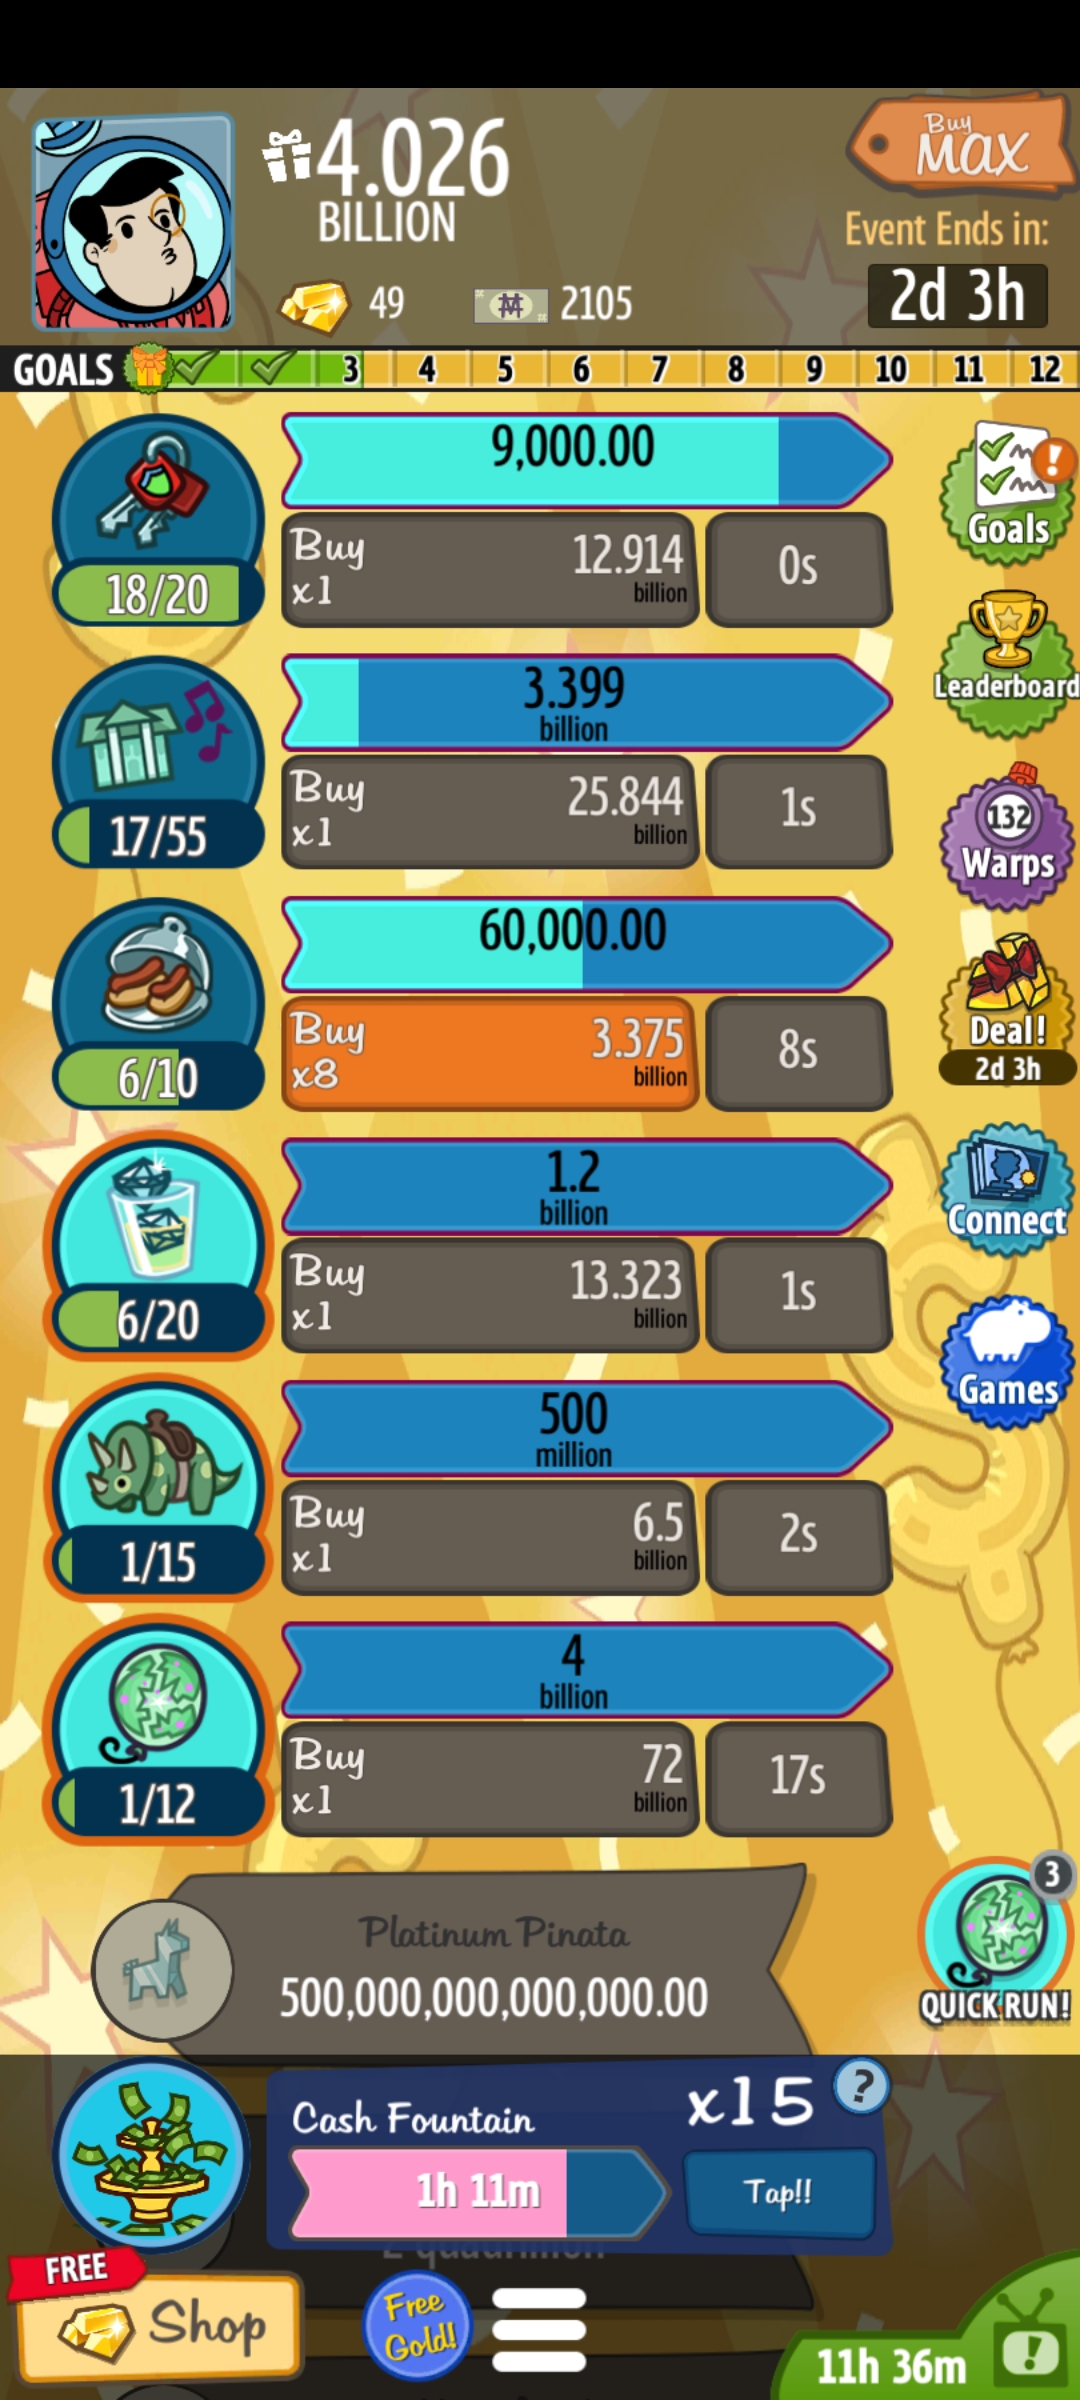 4.026
BILLION
49
2105
Buy
MAX
Event Ends in:
2d 3h
GOALS 3 4 5 6 7 8 9 10 11 12
9,000.00
18/20
Buy
x1
12.914
billion
0s
Goals
3.399
billion
17/55
Buy
x1
25.844
billion
1s
Leaderboard
132
Warps
60,000.00
6/10
Buy
x8
3.375
billion
8s
Deal!
2d 3h
1.2
billion
6/20
Buy
x1
13.323
billion
1s
Connect
500
million
1/15
Buy
x1
6.5
billion
2s
Games
4
billion
1/12
Buy
x1
72
billion
17s
Platinum Pinata
500,000,000,000,000.00
3
QUICK RUN!
Cash Fountain
x15
?
1h 11m
Tap!!
2 quadrillion
FREE
Shop
Free
Gold!
11h 36m